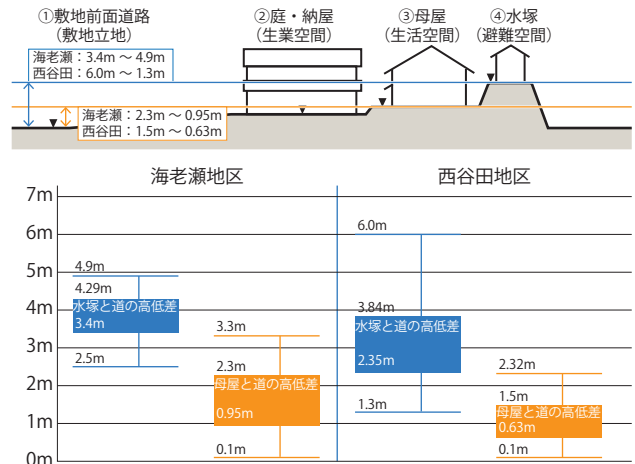 ①敷地前面道路
(敷地立地)
②庭・納屋
(生業空間)
③母屋
(生活空間)
④水塚
(避難空間)
海老瀬：3.4m ～ 4.9m
西谷田：6.0m ～ 1.3m
海老瀬：2.3m ～ 0.95m
西谷田：1.5m ～ 0.63m
海老瀬地区
西谷田地区
7m
6m
5m
4m
3m
2m
1m
0m
4.9m
4.29m
水塚と道の高低差
3.4m
2.5m
3.3m
2.3m
母屋と道の高低差
0.95m
0.1m
6.0m
3.84m
水塚と道の高低差
2.35m
1.3m
2.32m
1.5m
母屋と道の高低差
0.63m
0.1m